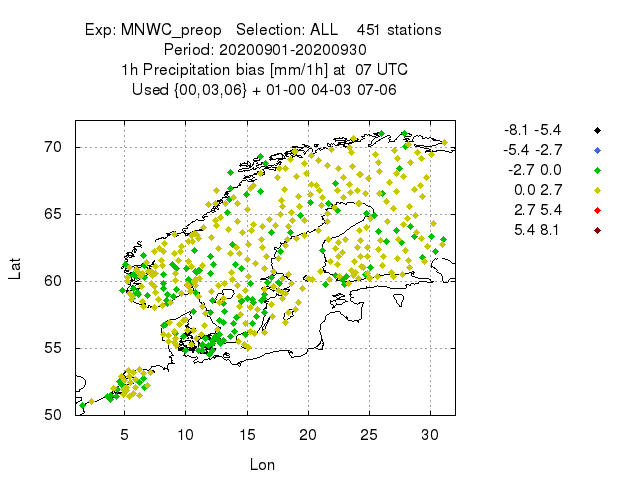 Exp: MNWC_preop   Selection: ALL    451 stations
Period: 20200901-20200930
1h Precipitation bias [mm/1h] at  07 UTC
Used {00,03,06} + 01-00 04-03 07-06
-8.1 -5.4
-5.4 -2.7
-2.7 0.0
0.0 2.7
2.7 5.4
5.4 8.1
Lat
70
65
60
55
50
5 10 15 20 25 30
Lon